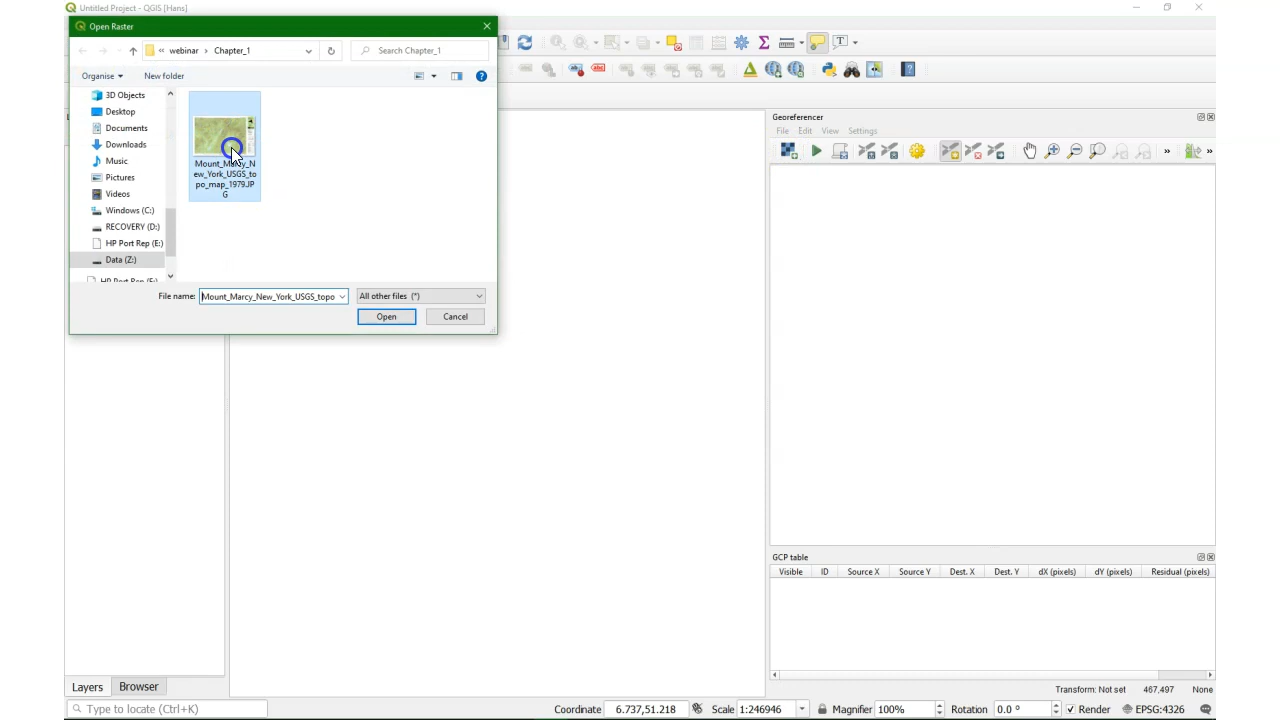 Untitled Project - QGIS [Hans]
Open Raster
webinar › Chapter_1
Search Chapter_1
Organise
New folder
3D Objects
Desktop
Documents
Downloads
Music
Pictures
Videos
Windows (C:)
RECOVERY (D:)
HP Port Rep (E:)
Data (Z:)
Mount_Marcy_N
ew_York_USGS_to
po_map_1979.JP
G
File name: Mount_Marcy_New_York_USGS_topo
All other files (*)
Open
Cancel
Georeferencer
File Edit View Settings
GCP table
Visible ID Source X Source Y Dest. X Dest. Y dX (pixels) dY (pixels) Residual (pixels)
Transform: Not set 467,497 None
Layers Browser
Type to locate (Ctrl+K)
Coordinate 6.737,51.218 Scale 1:246946 Magnifier 100% Rotation 0.0 ° Render EPSG:4326